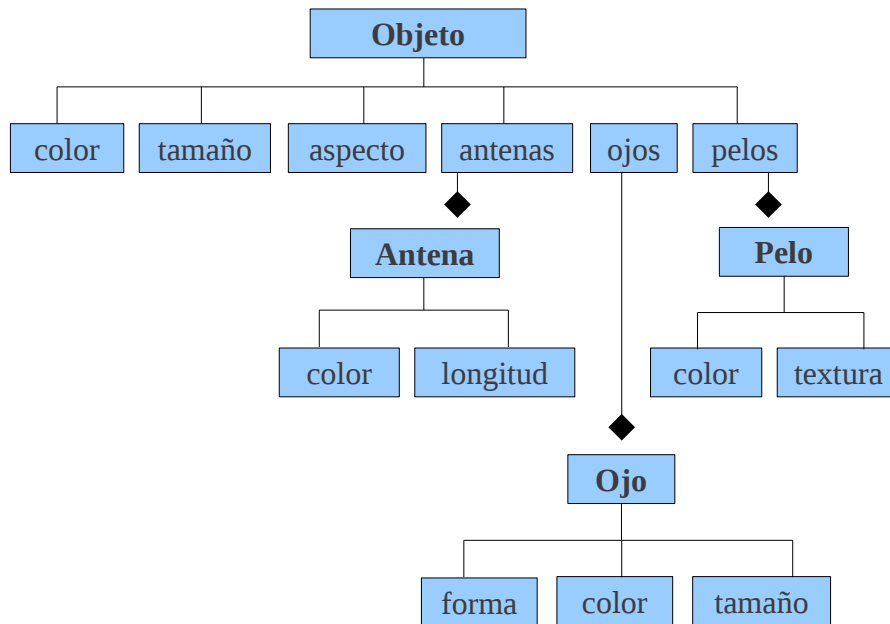 Objeto
color
tamaño
aspecto
antenas
ojos
pelos
Antena
Pelo
color
longitud
color
textura
Ojo
forma
color
tamaño